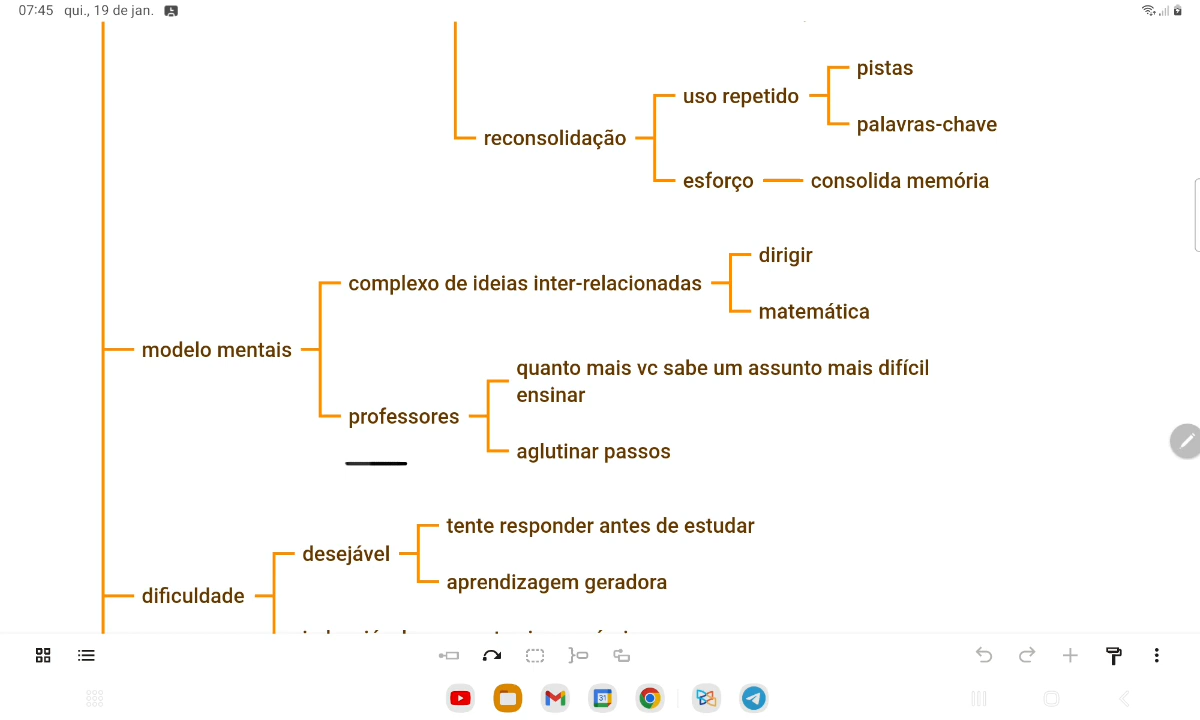 07:45 qui., 19 de jan.
pistas
uso repetido
palavras-chave
reconsolidação
esforço
consolida memória
dirigir
complexo de ideias inter-relacionadas
matemática
modelo mentais
quanto mais vc sabe um assunto mais difícil
ensinar
professores
aglutinar passos
tente responder antes de estudar
desejável
aprendizagem geradora
dificuldade
31